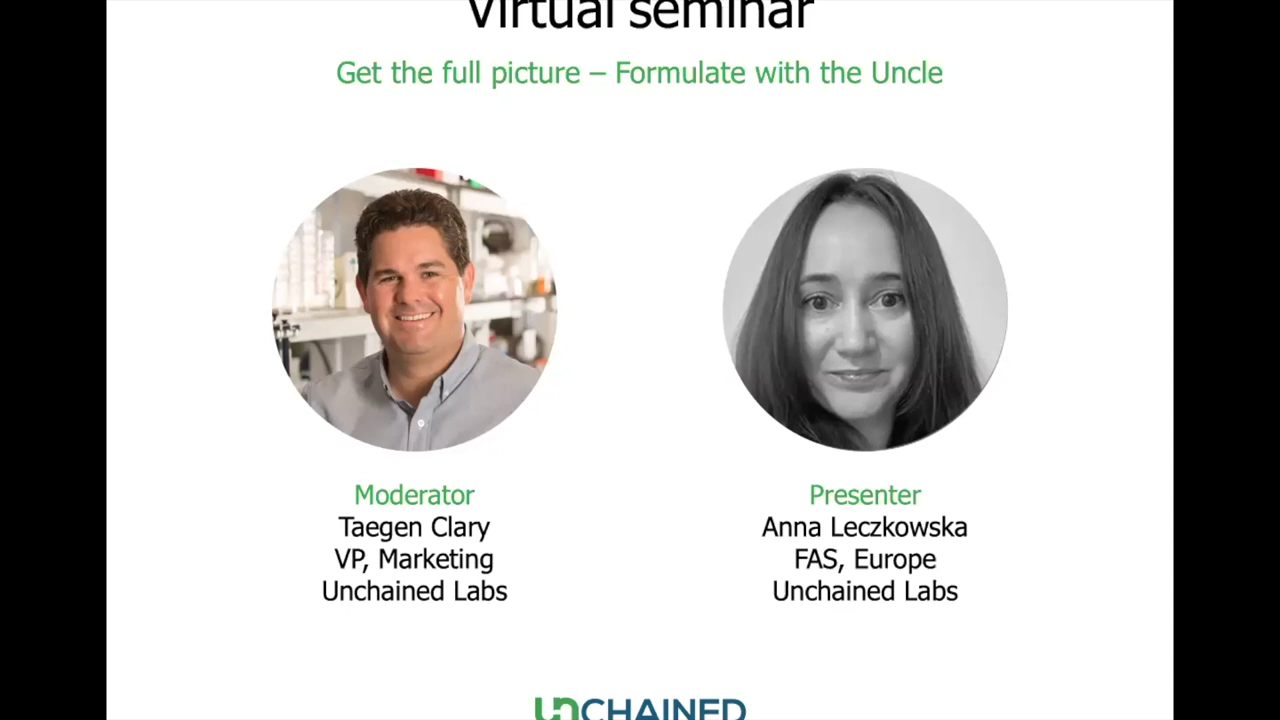 Virtual seminar
Get the full picture – Formulate with the Uncle
Moderator
Taegen Clary
VP, Marketing
Unchained Labs
Presenter
Anna Leczkowska
FAS, Europe
Unchained Labs
UNCHAINED